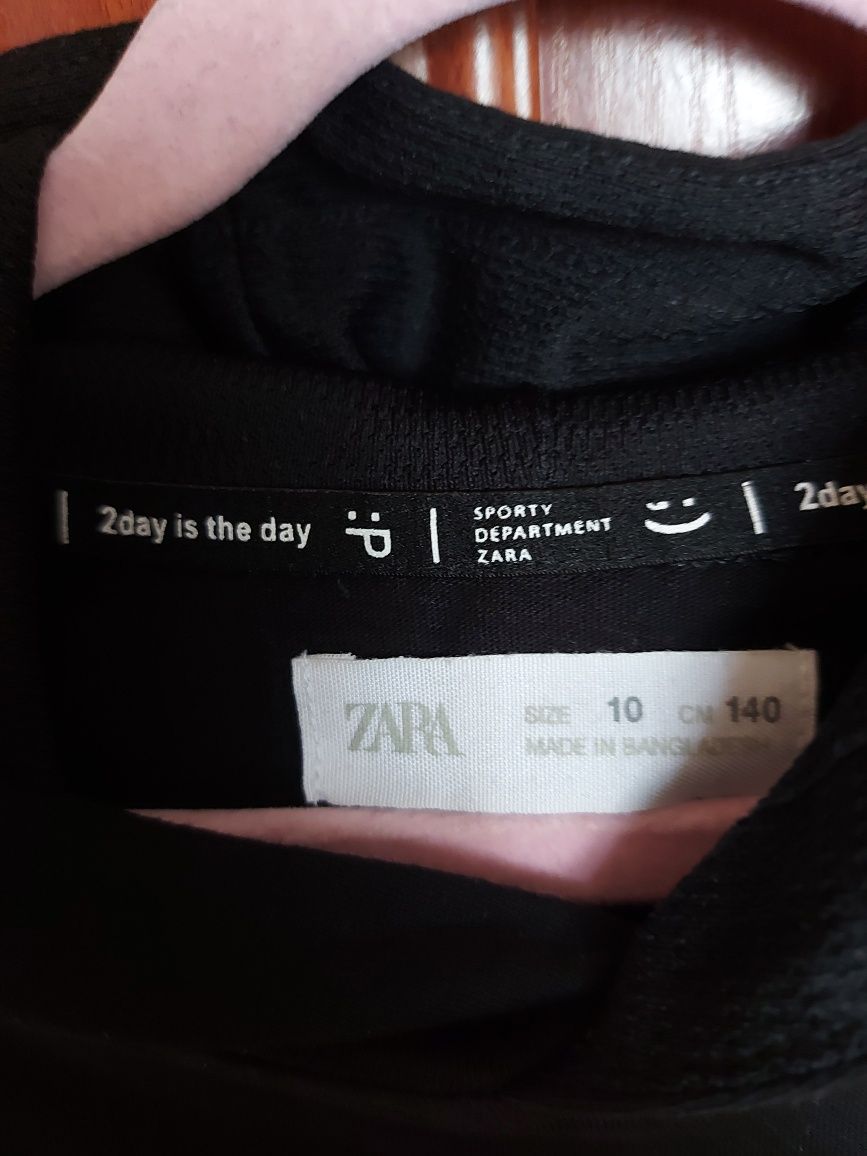 | 2day is the day :P | SPORTY
DEPARTMENT
ZARA :) | 2day
ZARA SIZE 10 CM 140
MADE IN BANGLADESH